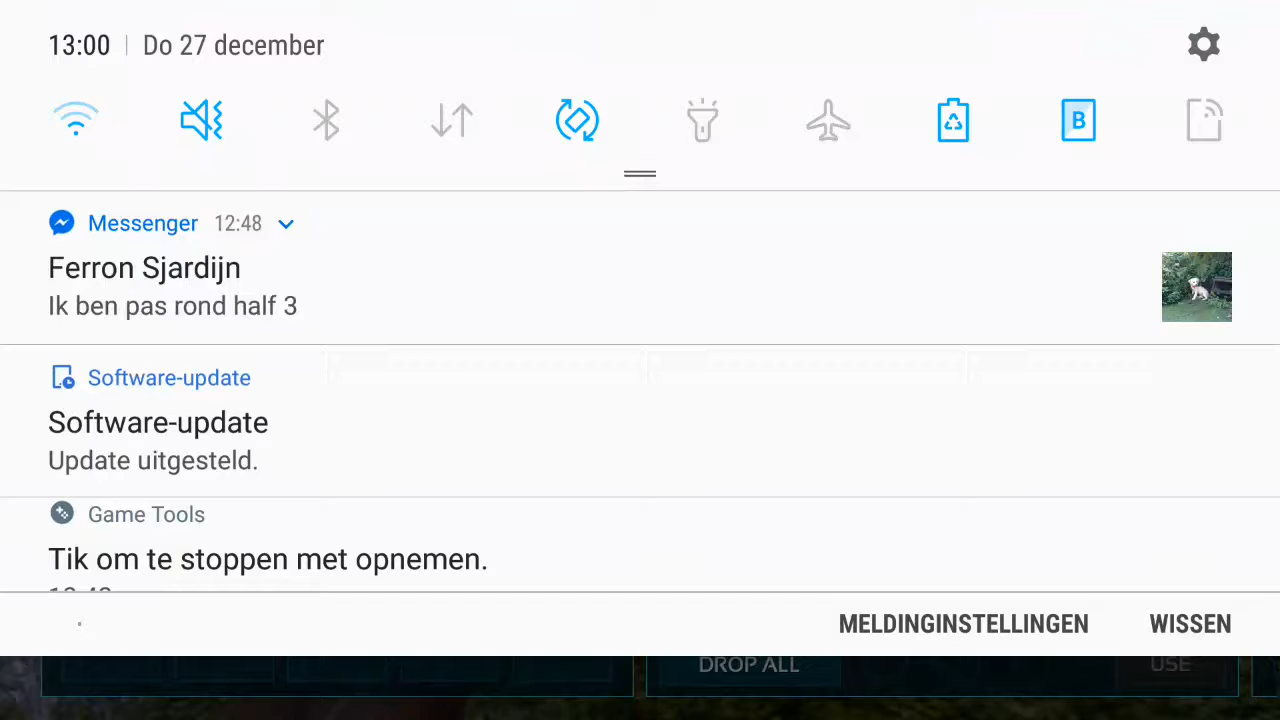 13:00 | Do 27 december
B
Messenger 12:48
Ferron Sjardijn
Ik ben pas rond half 3
Software-update
Software-update
Update uitgesteld.
Game Tools
Tik om te stoppen met opnemen.
MELDINGINSTELLINGEN WISSEN
DROP ALL USE